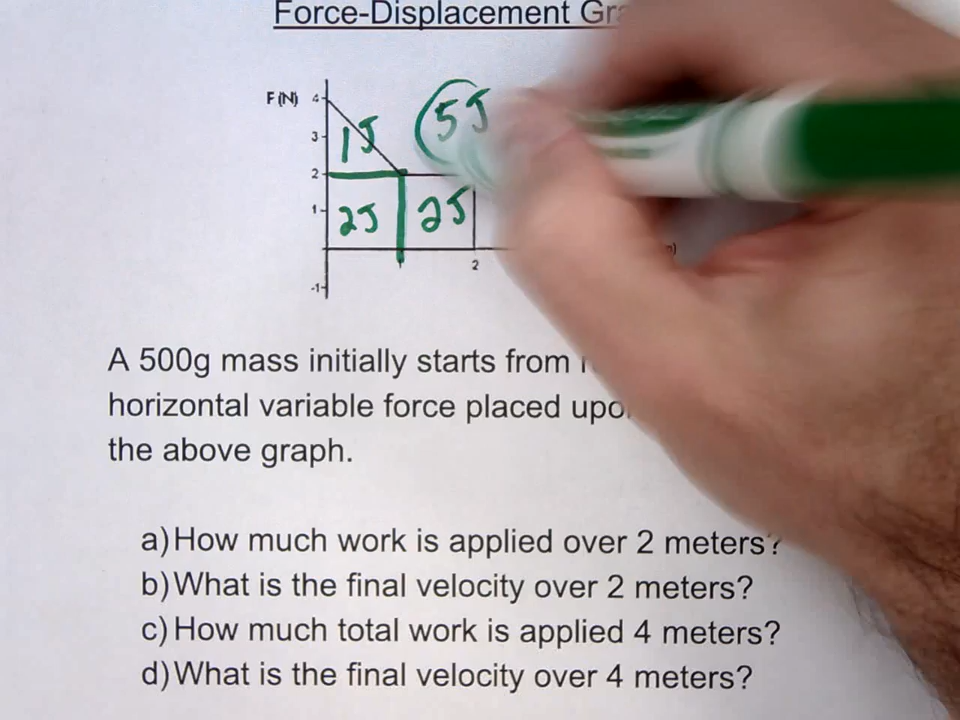 Force-Displacement Gr
F (N)
4
3
2
1
-1
1J
5J
2J
2J
2
A 500g mass initially starts from
horizontal variable force placed upo
the above graph.
a) How much work is applied over 2 meters?
b) What is the final velocity over 2 meters?
c) How much total work is applied 4 meters?
d) What is the final velocity over 4 meters?